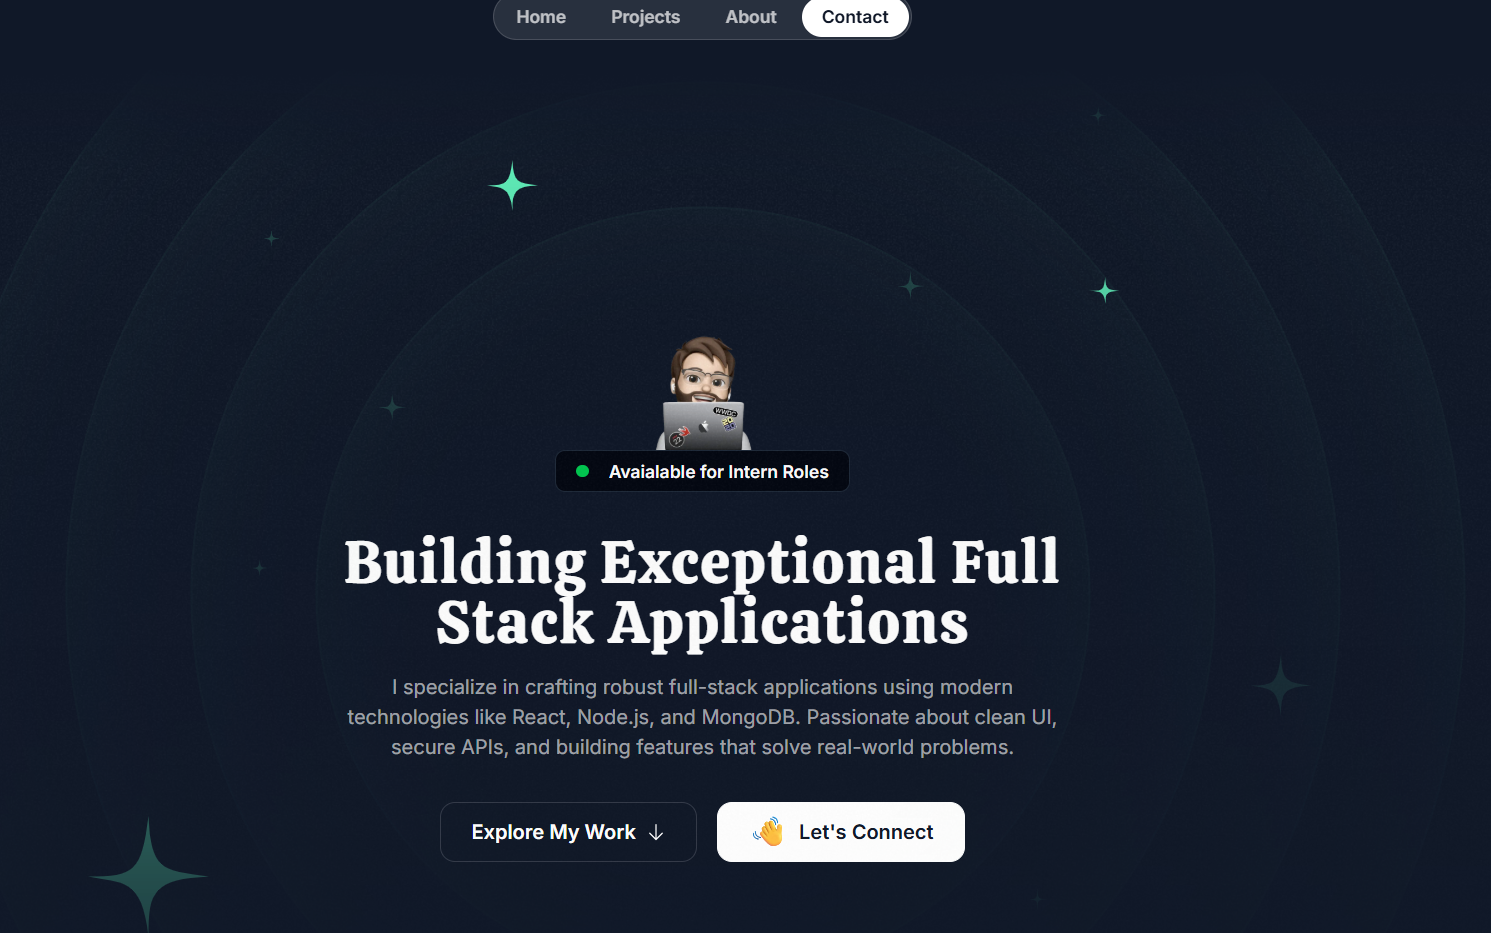 Home Projects About Contact
WWDC
22
Avaialable for Intern Roles
Building Exceptional Full
Stack Applications
I specialize in crafting robust full-stack applications using modern
technologies like React, Node.js, and MongoDB. Passionate about clean UI,
secure APIs, and building features that solve real-world problems.
Explore My Work
Let's Connect